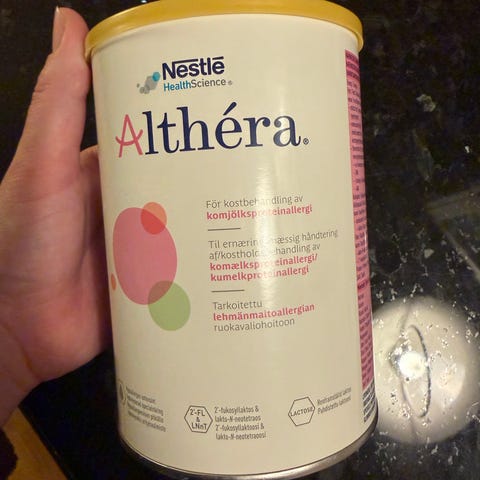 Nestlé
HealthScience®
Althéra®
För kostbehandling av
komjölksproteinallergi
Til ernæringsmæssig håndtering
af/kostholdsbehandling av
komælksproteinallergi/
kumelkproteinallergi
Tarkoitettu
lehmänmaitoallergian
ruokavaliohoitoon
2'-FL
&
LNnT
2'-fukosyllaktos &
lakto-N-neotetraos
2'-fukosyylilaktoosi &
lakto-N-neotetraoosi
LACTOSE